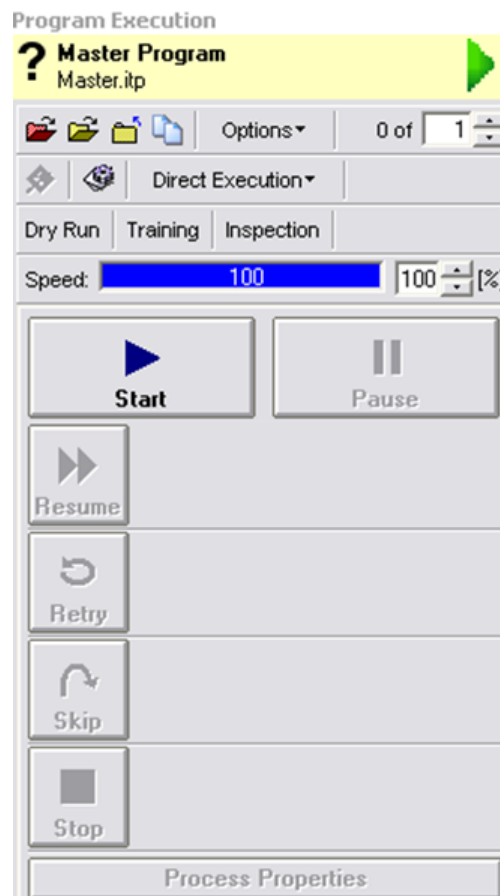 Program Execution
? Master Program
Master.itp
Options
0 of 1
Direct Execution
Dry Run Training Inspection
Speed: 100 100 [%
Start Pause
Resume
Retry
Skip
Stop
Process Properties